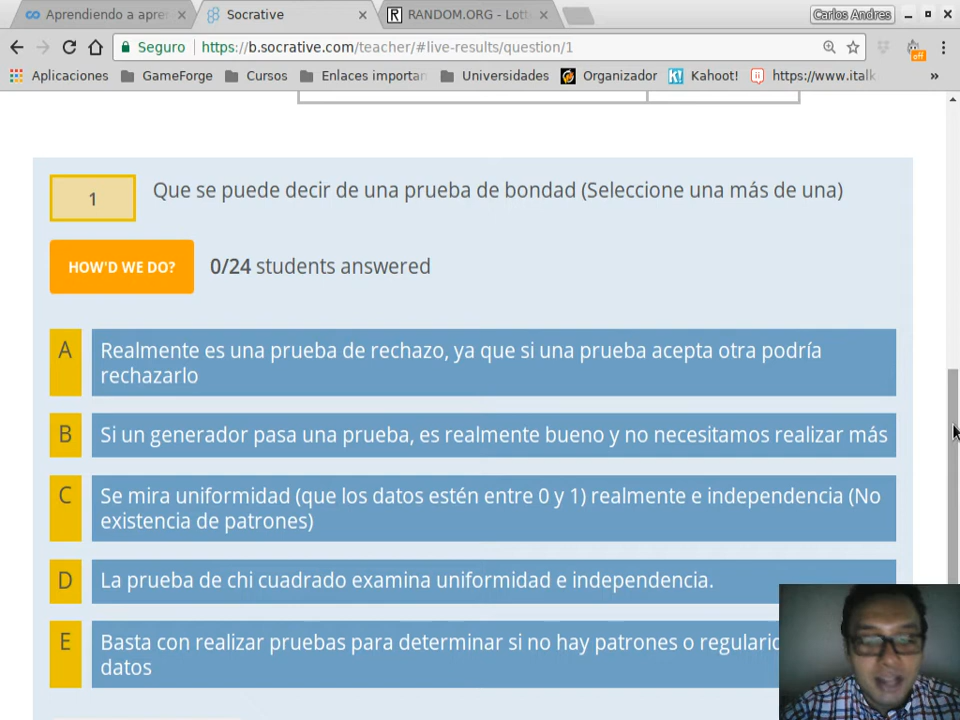 Aprendiendo a apre
Socrative
RANDOM.ORG - Lott
Carlos Andres
Seguro
https://b.socrative.com/teacher/#live-results/question/1
off
Aplicaciones
GameForge
Cursos
Enlaces importan
Universidades
Organizador
Kahoot!
https://www.italk
»
1
Que se puede decir de una prueba de bondad (Seleccione una más de una)
HOW'D WE DO?
0/24 students answered
A
Realmente es una prueba de rechazo, ya que si una prueba acepta otra podría
rechazarlo
B
Si un generador pasa una prueba, es realmente bueno y no necesitamos realizar más
C
Se mira uniformidad (que los datos estén entre 0 y 1) realmente e independencia (No
existencia de patrones)
D
La prueba de chi cuadrado examina uniformidad e independencia.
E
Basta con realizar pruebas para determinar si no hay patrones o regularid
datos